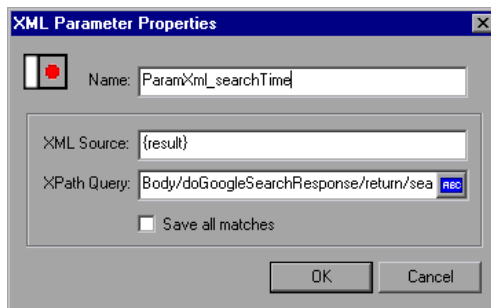 XML Parameter Properties
Name: ParamXml_searchTime
XML Source: {result}
XPath Query: Body/doGoogleSearchResponse/return/sea ABC
Save all matches
OK Cancel